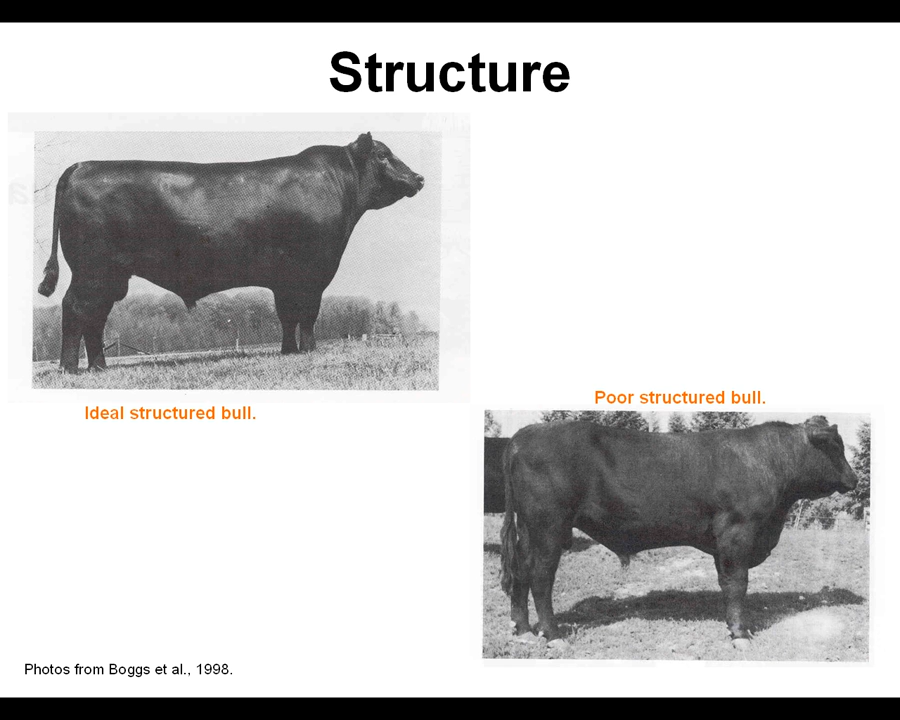 Structure
Ideal structured bull.
Poor structured bull.
Photos from Boggs et al., 1998.